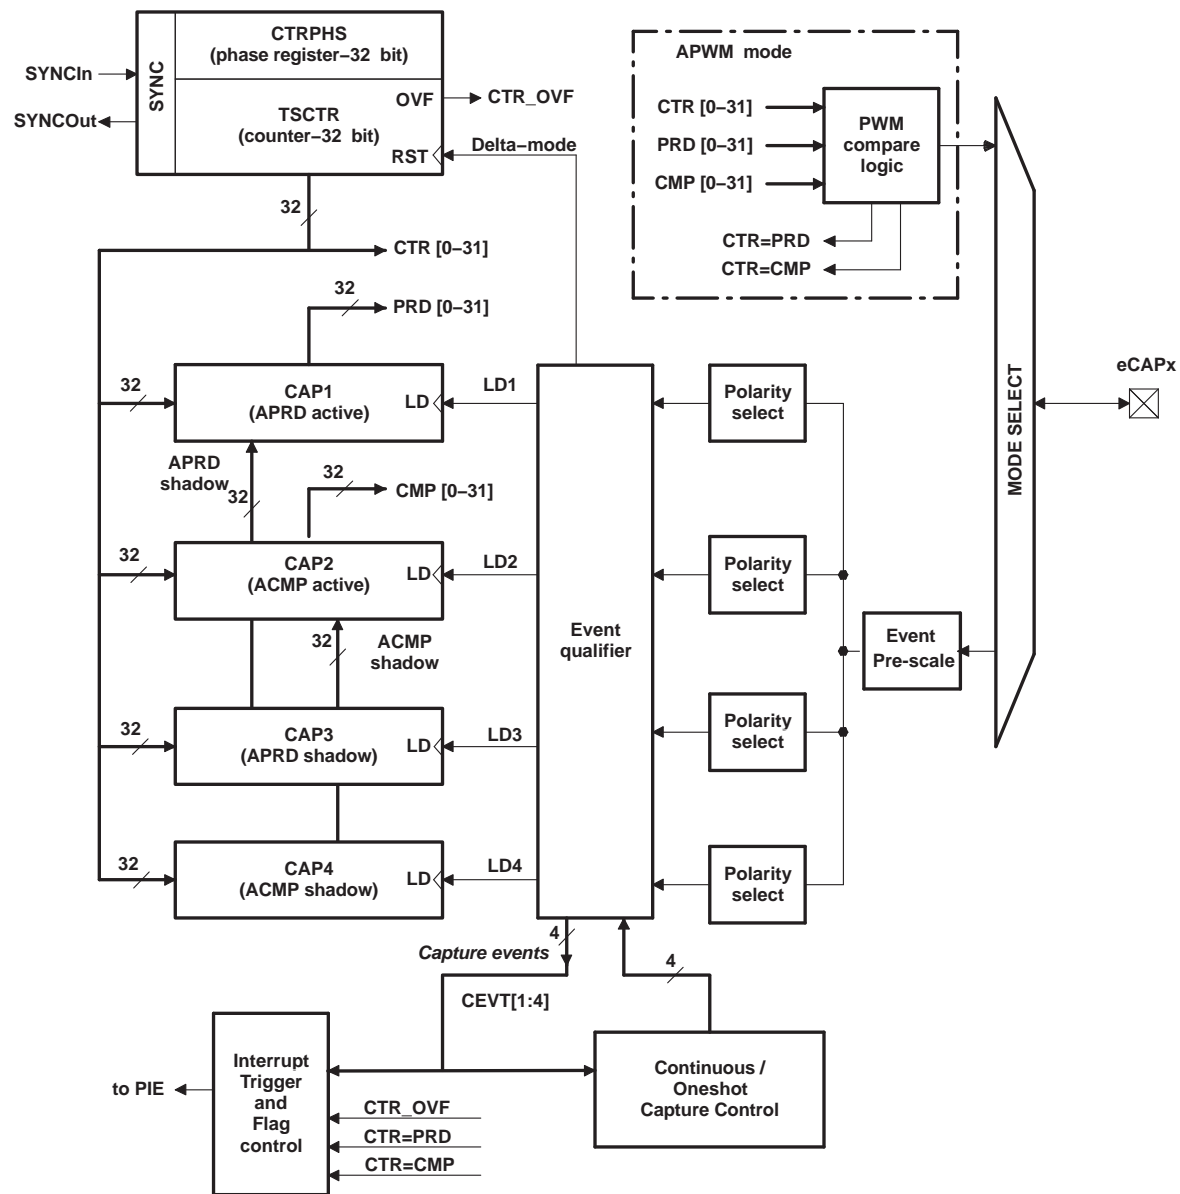 CTRPHS
(phase register−32 bit)
SYNC
SYNCIn
SYNCOut
TSCTR
(counter−32 bit)
OVF
RST
CTR_OVF
Delta−mode
32
CTR [0−31]
32
PRD [0−31]
APWM mode
CTR [0−31]
PRD [0−31]
CMP [0−31]
PWM
compare
logic
CTR=PRD
CTR=CMP
32
CAP1
(APRD active)
LD
LD1
Polarity
select
MODE SELECT
eCAPx
APRD
shadow
32
32
CMP [0−31]
32
CAP2
(ACMP active)
LD
LD2
Polarity
select
32
ACMP
shadow
Event
qualifier
Event
Pre-scale
32
CAP3
(APRD shadow)
LD
LD3
Polarity
select
32
CAP4
(ACMP shadow)
LD
LD4
Polarity
select
4
Capture events
4
CEVT[1:4]
to PIE
Interrupt
Trigger
and
Flag
control
CTR_OVF
CTR=PRD
CTR=CMP
Continuous /
Oneshot
Capture Control